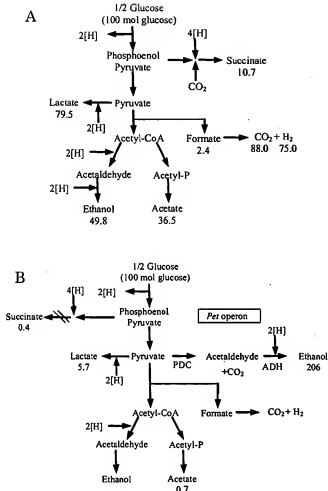 A
1/2 Glucose
(100 mol glucose)
2[H]
4[H]
Phosphoenol
Pyruvate
Succinate
10.7
CO2
Lactate
79.5
Pyruvate
2[H]
Acetyl-CoA
Formate
2.4
CO2 + H2
88.0 75.0
2[H]
Acetaldehyde
Acetyl-P
2[H]
Ethanol
49.8
Acetate
36.5
B
1/2 Glucose
(100 mol glucose)
4[H]
2[H]
Succinate
0.4
Phosphoenol
Pyruvate
Pet operon
2[H]
Lactate
5.7
Pyruvate
PDC
Acetaldehyde
+CO2
ADH
Ethanol
206
2[H]
Acetyl-CoA
Formate
CO2 + H2
2[H]
Acetaldehyde
Acetyl-P
Ethanol
Acetate
0.7